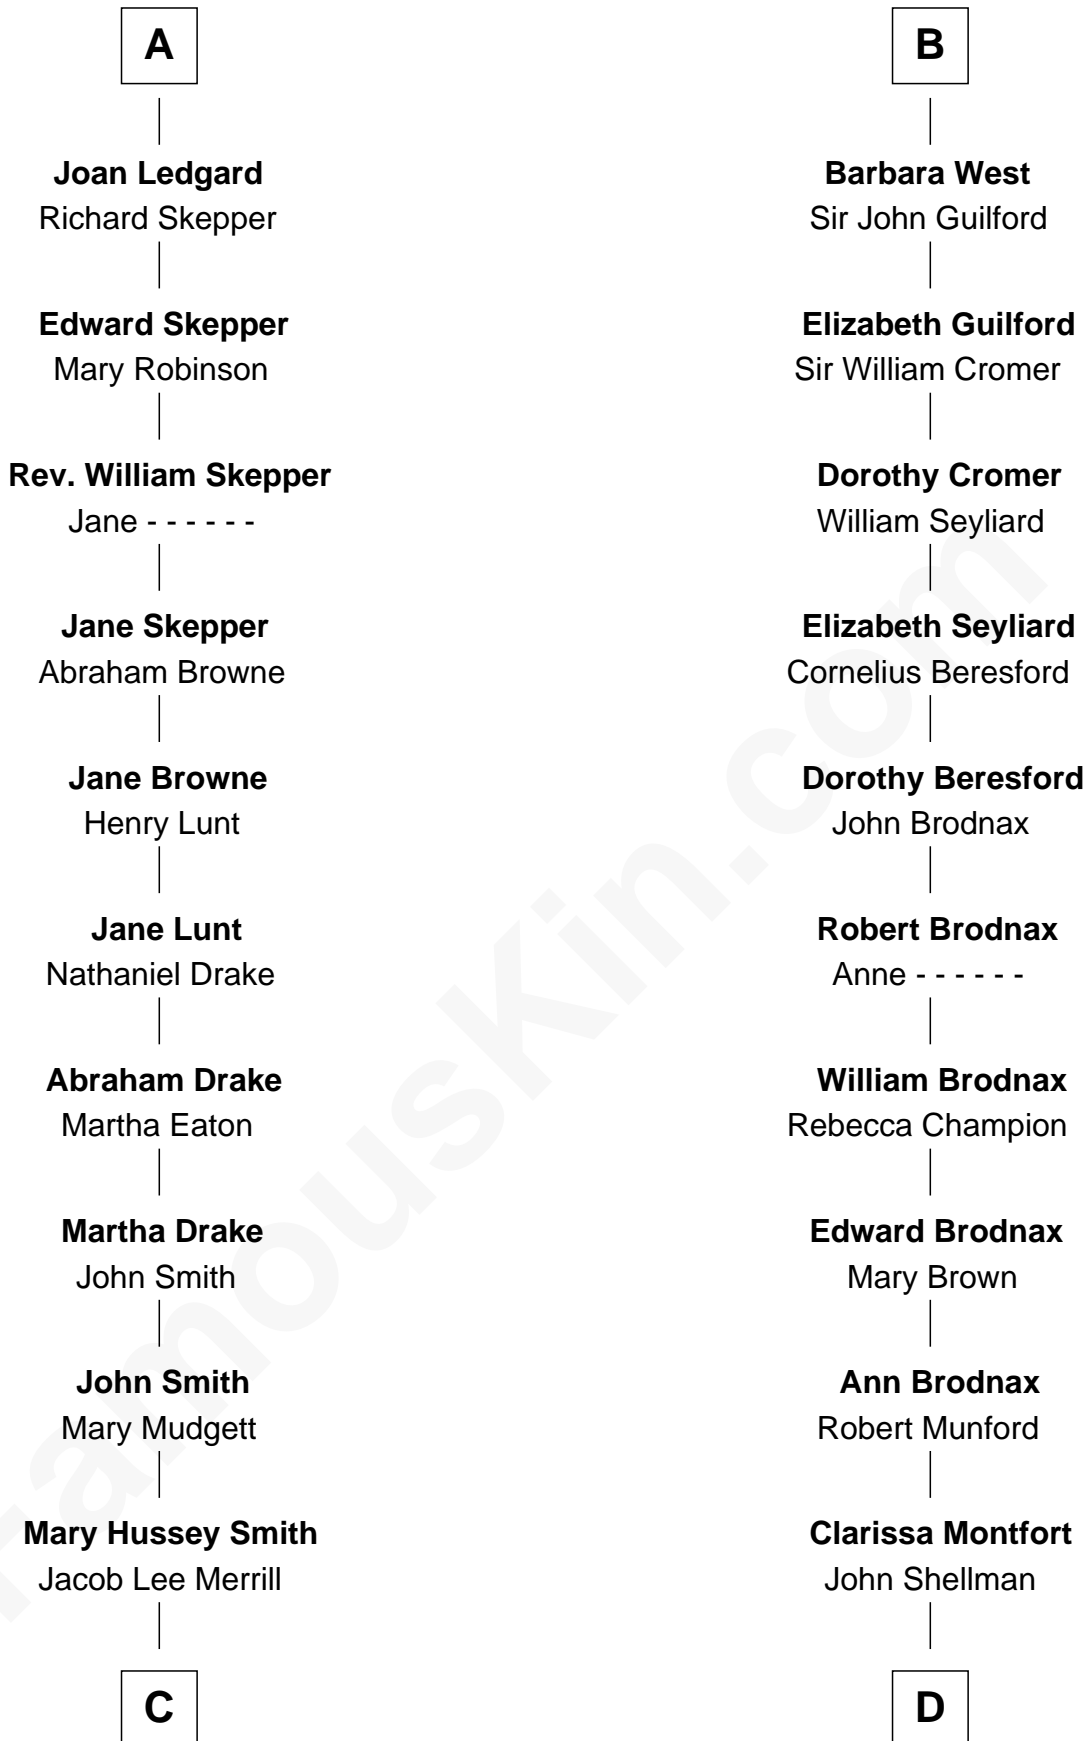 A
Joan Ledgard
Richard Skepper
Edward Skepper
Mary Robinson
Rev. William Skepper
Jane - - - - - -
Jane Skepper
Abraham Browne
Jane Browne
Henry Lunt
Jane Lunt
Nathaniel Drake
Abraham Drake
Martha Eaton
Martha Drake
John Smith
John Smith
Mary Mudgett
Mary Hussey Smith
Jacob Lee Merrill
C
B
Barbara West
Sir John Guilford
Elizabeth Guilford
Sir William Cromer
Dorothy Cromer
William Seyliard
Elizabeth Seyliard
Cornelius Beresford
Dorothy Beresford
John Brodnax
Robert Brodnax
Anne - - - - - -
William Brodnax
Rebecca Champion
Edward Brodnax
Mary Brown
Ann Brodnax
Robert Munford
Clarissa Montfort
John Shellman
D
FamousKin.com